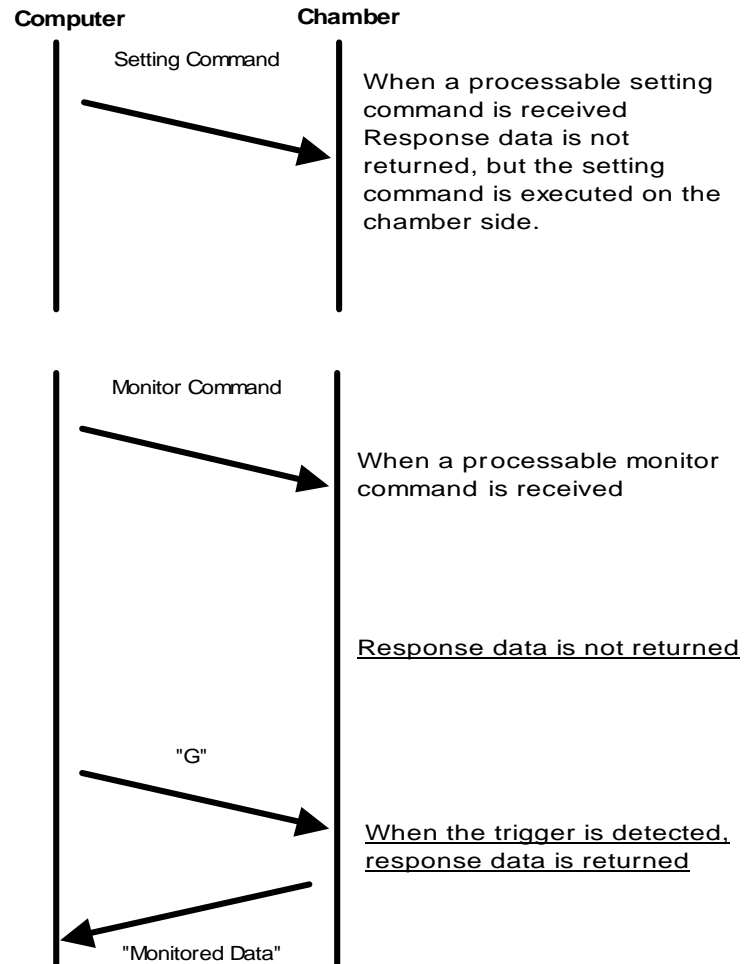 Computer Chamber
Setting Command
When a processable setting
command is received
Response data is not
returned, but the setting
command is executed on the
chamber side.
Monitor Command
When a processable monitor
command is received
Response data is not returned
"G"
When the trigger is detected,
response data is returned
"Monitored Data"